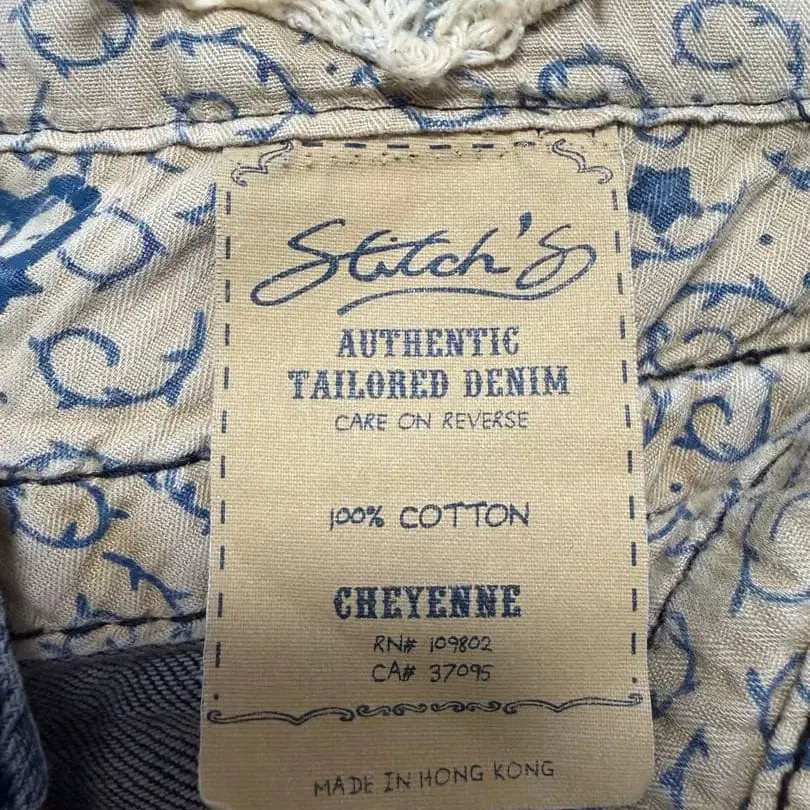 Stitch's
AUTHENTIC
TAILORED DENIM
CARE ON REVERSE
100% COTTON
CHEYENNE
RN# 109802
CA# 37095
MADE IN HONG KONG